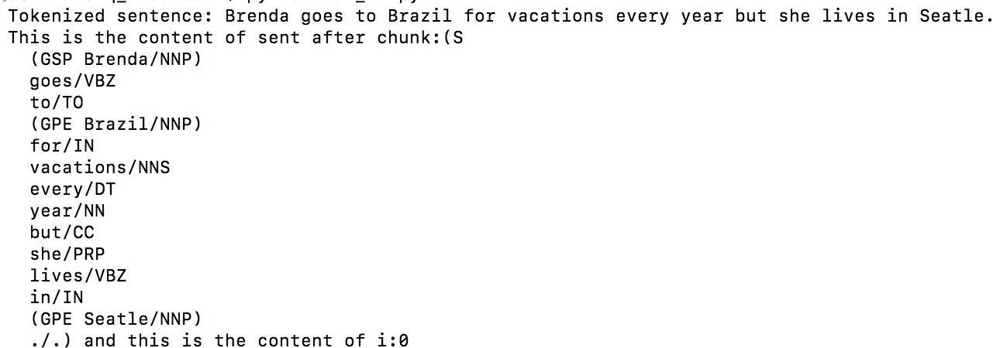 Tokenized sentence: Brenda goes to Brazil for vacations every year but she lives in Seatle.
This is the content of sent after chunk:(S
(GSP Brenda/NNP)
goes/VBZ
to/TO
(GPE Brazil/NNP)
for/IN
vacations/NNS
every/DT
year/NN
but/CC
she/PRP
lives/VBZ
in/IN
(GPE Seatle/NNP)
./.) and this is the content of i:0